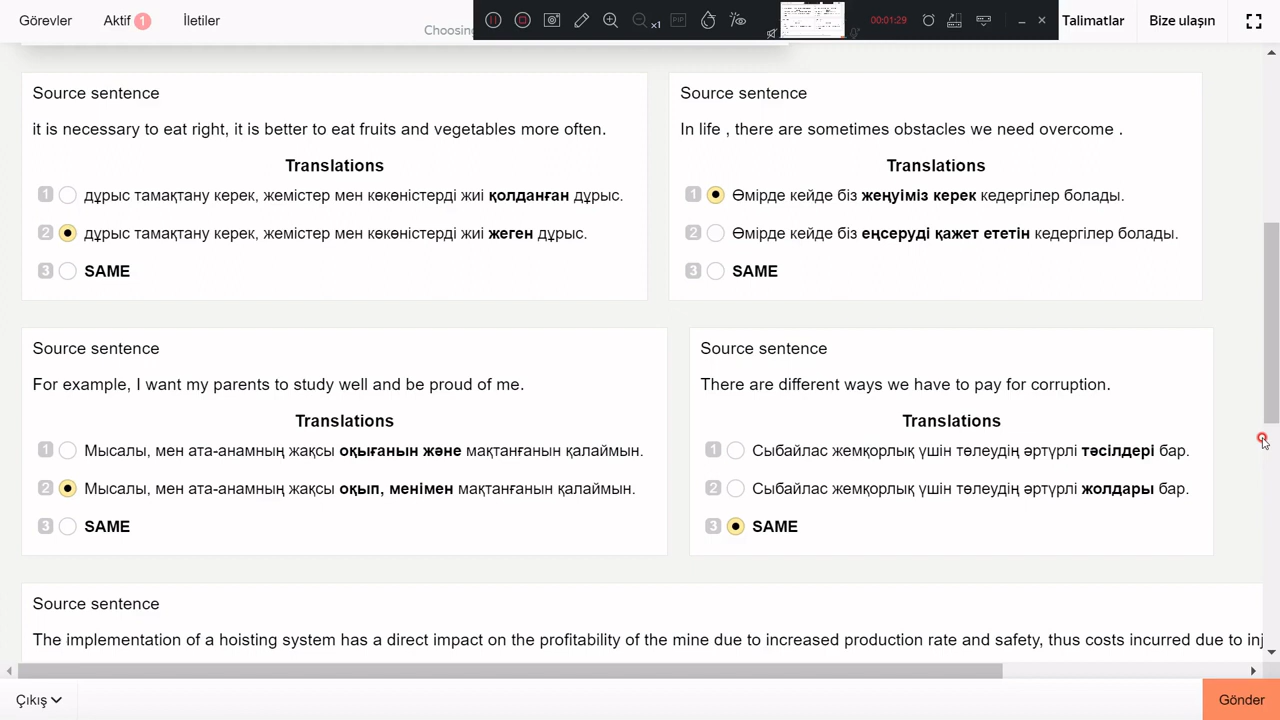 Görevler Aktif 1 İletiler
Choosing
x1 PIP 00:01:29
Talimatlar Bize ulaşın
Source sentence
it is necessary to eat right, it is better to eat fruits and vegetables more often.
Translations
1 дұрыс тамақтану керек, жемістер мен көкөністерді жиі қолданған дұрыс.
2 дұрыс тамақтану керек, жемістер мен көкөністерді жиі жеген дұрыс.
3 SAME
Source sentence
In life , there are sometimes obstacles we need overcome .
Translations
1 Өмірде кейде біз жеңуіміз керек кедергілер болады.
2 Өмірде кейде біз еңсеруді қажет ететін кедергілер болады.
3 SAME
Source sentence
For example, I want my parents to study well and be proud of me.
Translations
1 Мысалы, мен ата-анамның жақсы оқығанын және мақтанғанын қалаймын.
2 Мысалы, мен ата-анамның жақсы оқып, менімен мақтанғанын қалаймын.
3 SAME
Source sentence
There are different ways we have to pay for corruption.
Translations
1 Сыбайлас жемқорлық үшін төлеудің әртүрлі тәсілдері бар.
2 Сыбайлас жемқорлық үшін төлеудің әртүрлі жолдары бар.
3 SAME
Source sentence
The implementation of a hoisting system has a direct impact on the profitability of the mine due to increased production rate and safety, thus costs incurred due to inj
Çıkış Gönder